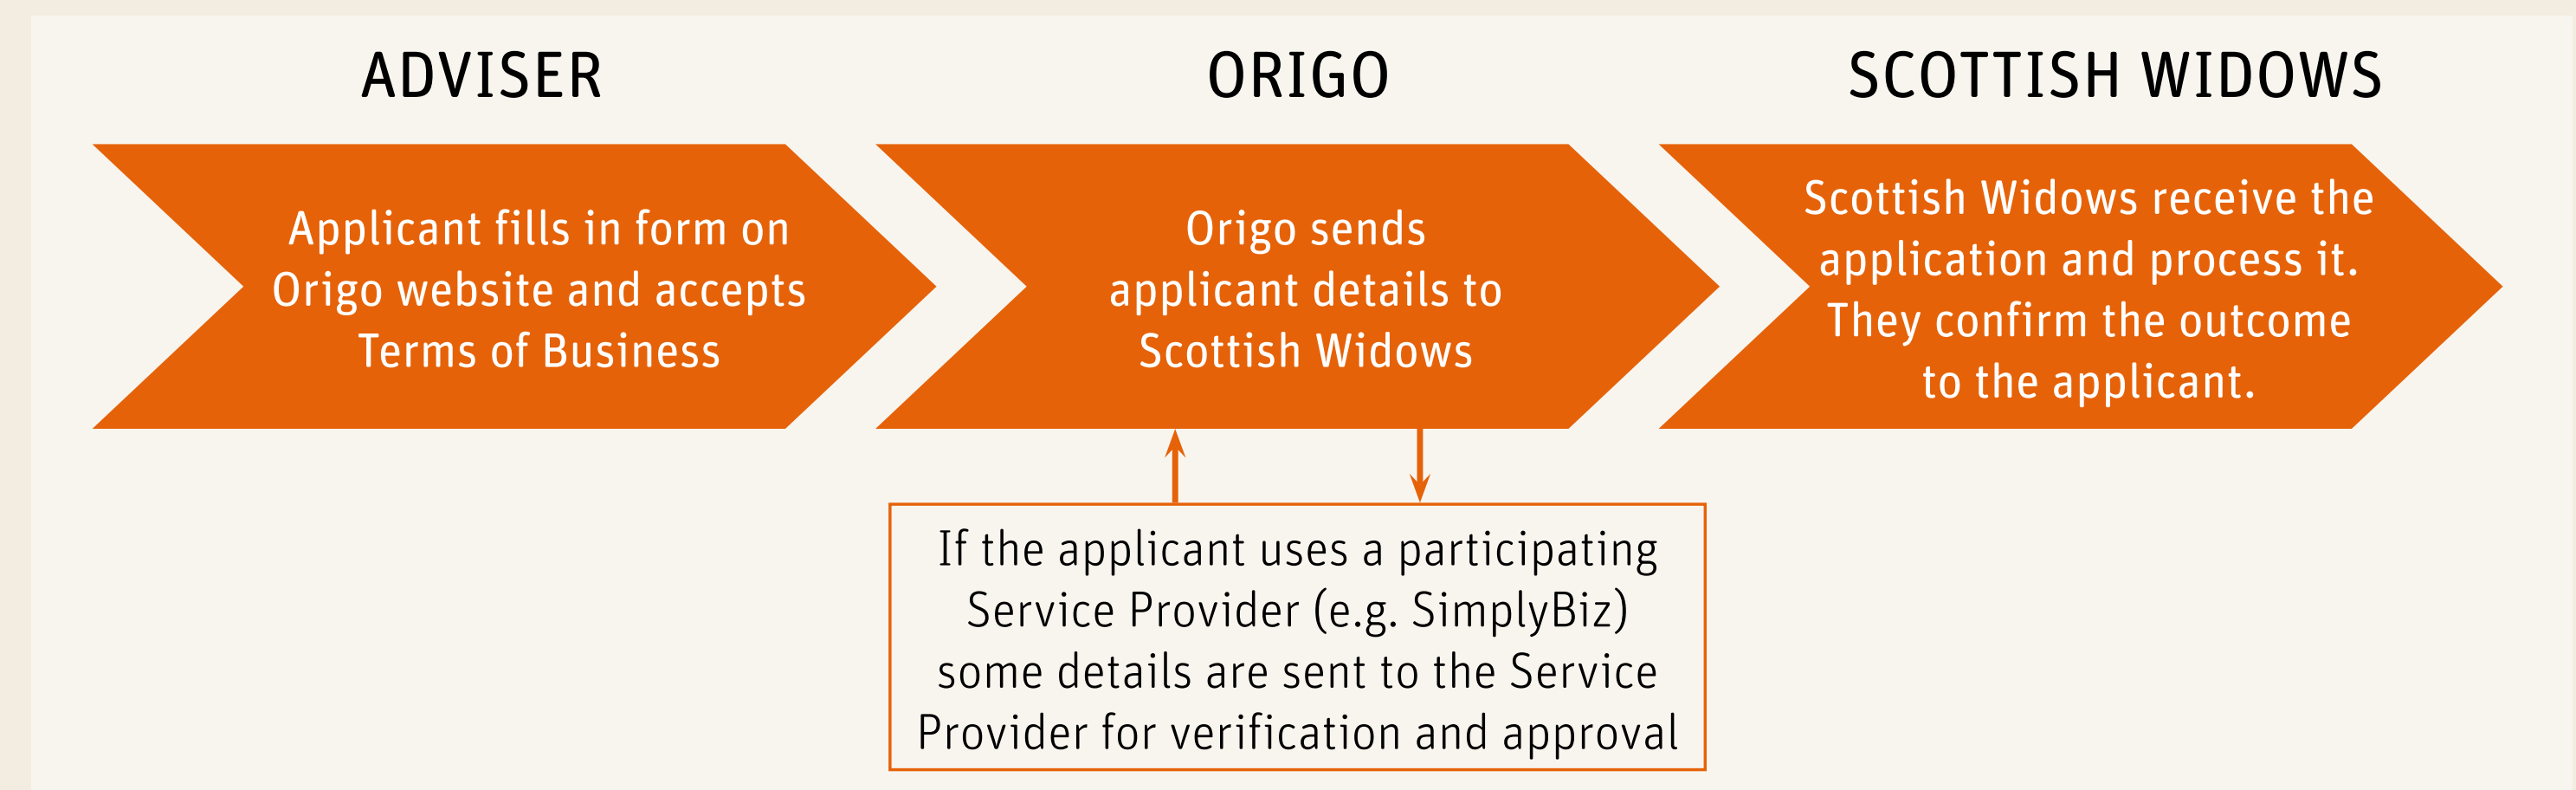 ADVISER
Applicant fills in form on
Origo website and accepts
Terms of Business
ORIGO
Origo sends
applicant details to
Scottish Widows
If the applicant uses a participating
Service Provider (e.g. SimplyBiz)
some details are sent to the Service
Provider for verification and approval
SCOTTISH WIDOWS
Scottish Widows receive the
application and process it.
They confirm the outcome
to the applicant.